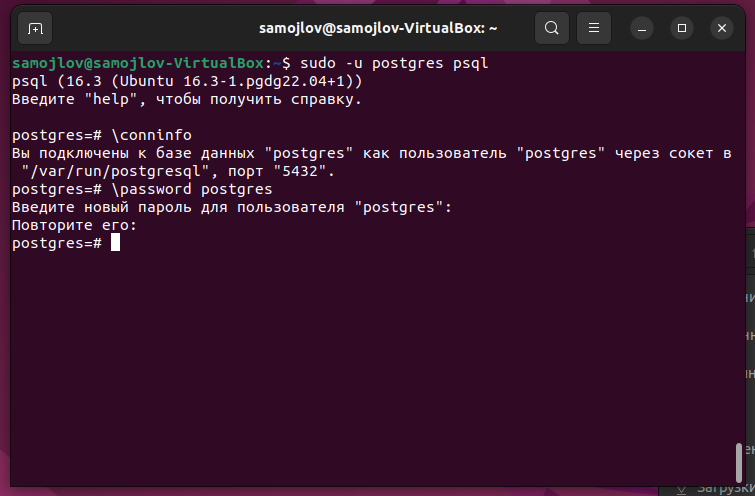 samojlov@samojlov-VirtualBox: ~
samojlov@samojlov-VirtualBox:~$ sudo -u postgres psql
psql (16.3 (Ubuntu 16.3-1.pgdg22.04+1))
Введите "help", чтобы получить справку.
postgres=# \conninfo
Вы подключены к базе данных "postgres" как пользователь "postgres" через сокет в
"/var/run/postgresql", порт "5432".
postgres=# \password postgres
Введите новый пароль для пользователя "postgres":
Повторите его:
postgres=#
Загрузки